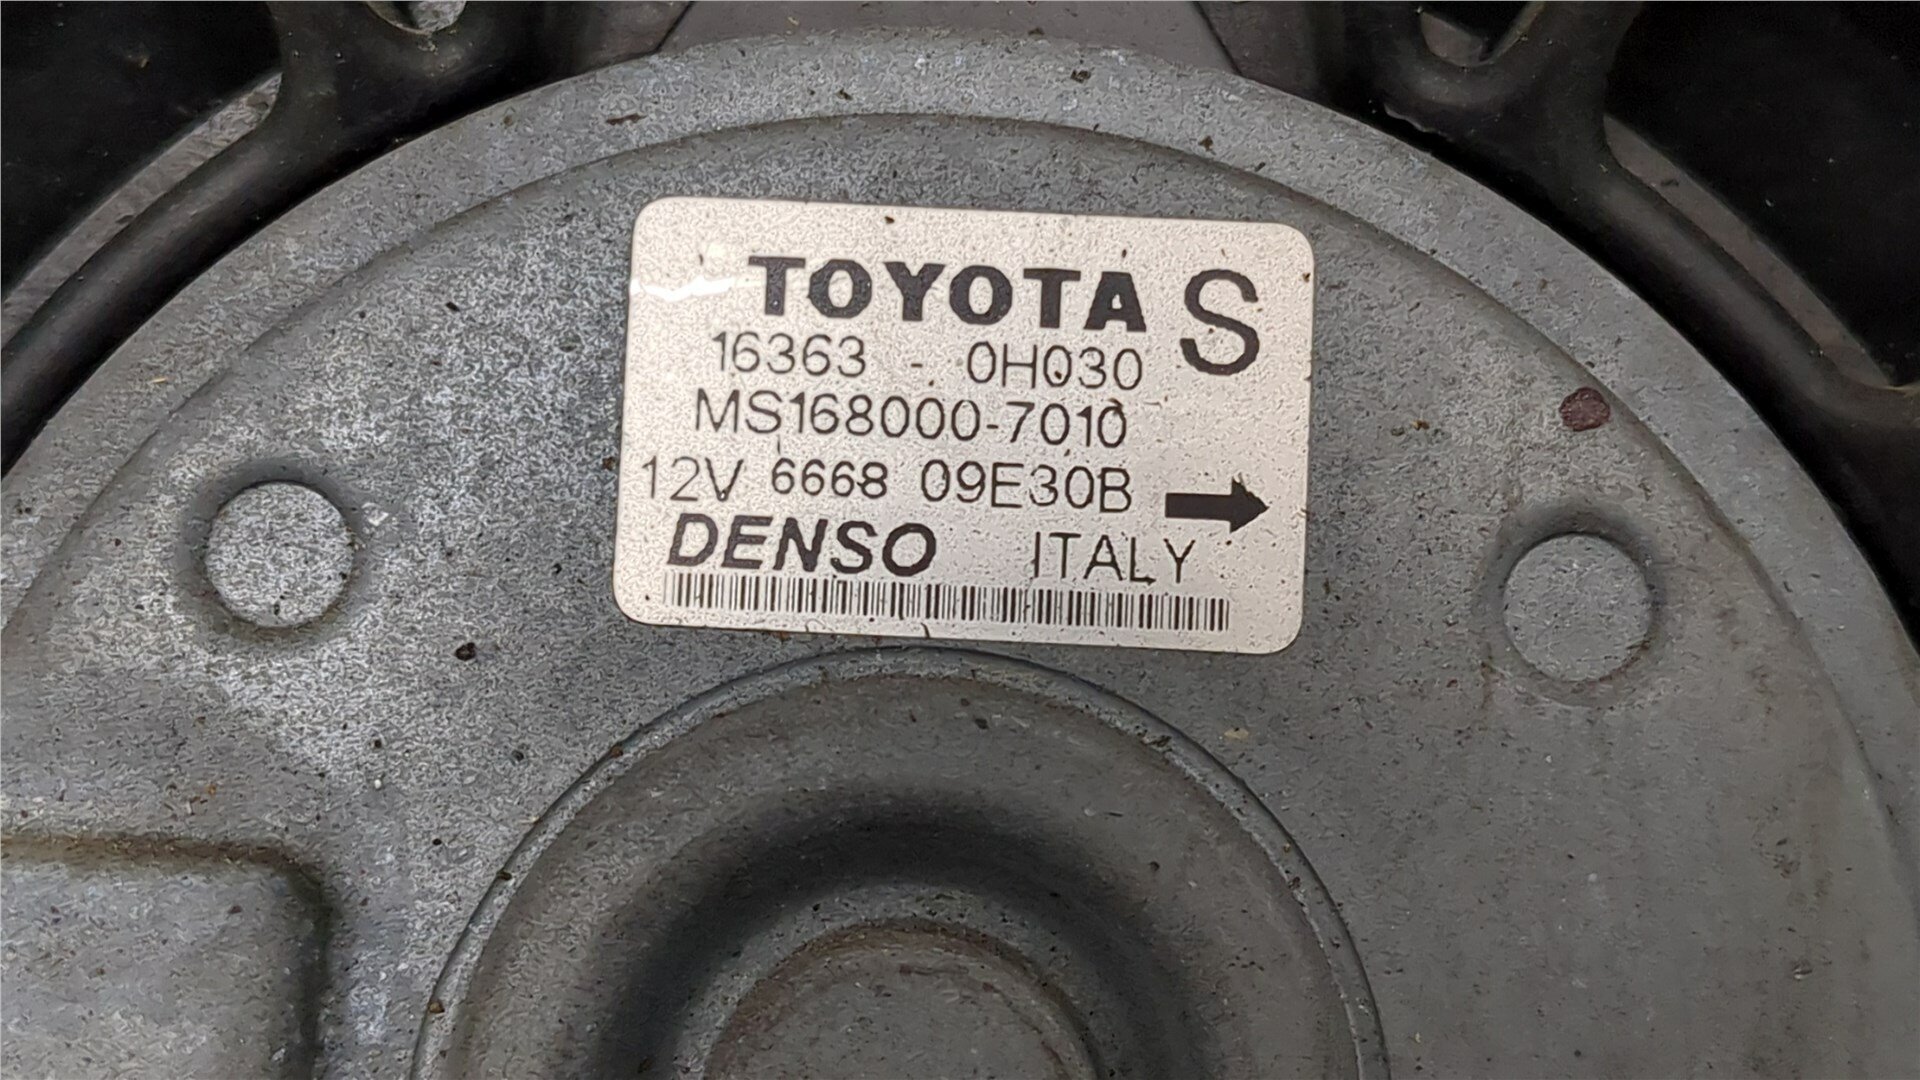 TOYOTA S
16363 - 0H030
MS168000-7010
12V 6668 09E30B
DENSO ITALY